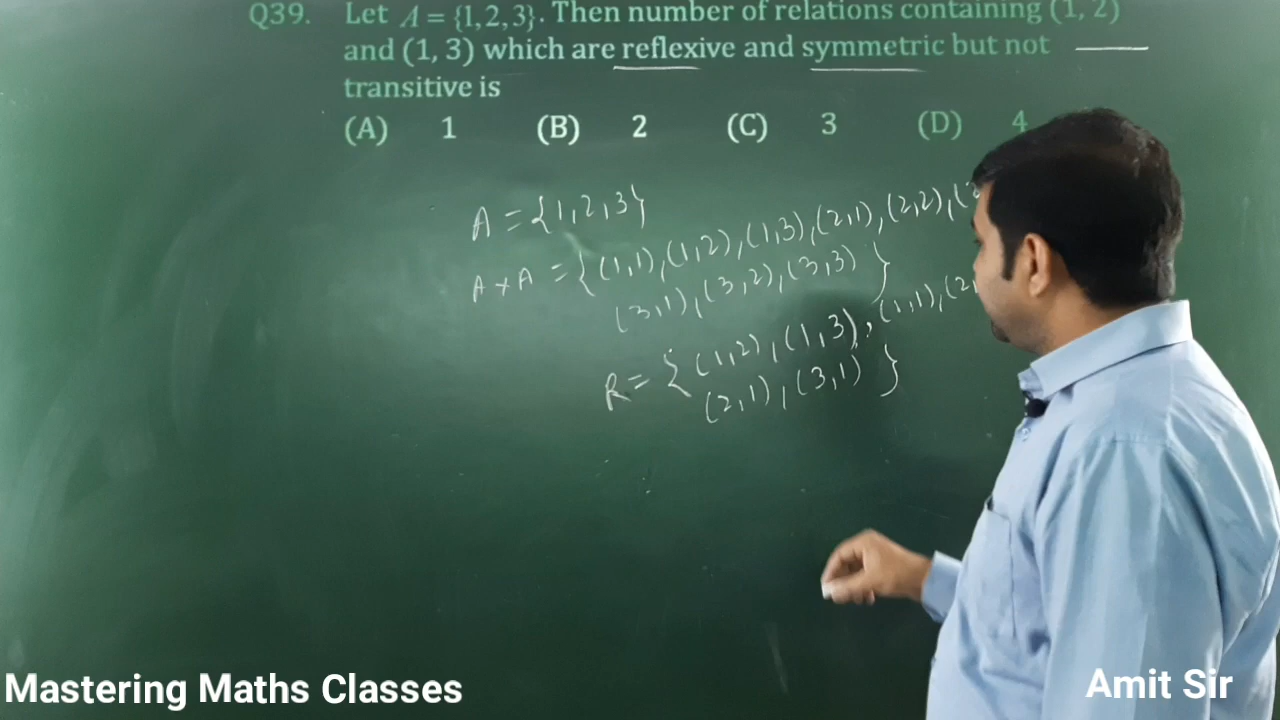 Q39. Let A = {1, 2, 3}. Then number of relations containing (1, 2)
and (1, 3) which are reflexive and symmetric but not
transitive is
(A) 1 (B) 2 (C) 3 (D) 4
A = {1,2,3}
A × A = {(1,1),(1,2),(1,3),(2,1),(2,2),(2
(3,1),(3,2),(3,3)}
R = {(1,2),(1,3),(1,1),(2,
(2,1),(3,1)}
Mastering Maths Classes
Amit Sir